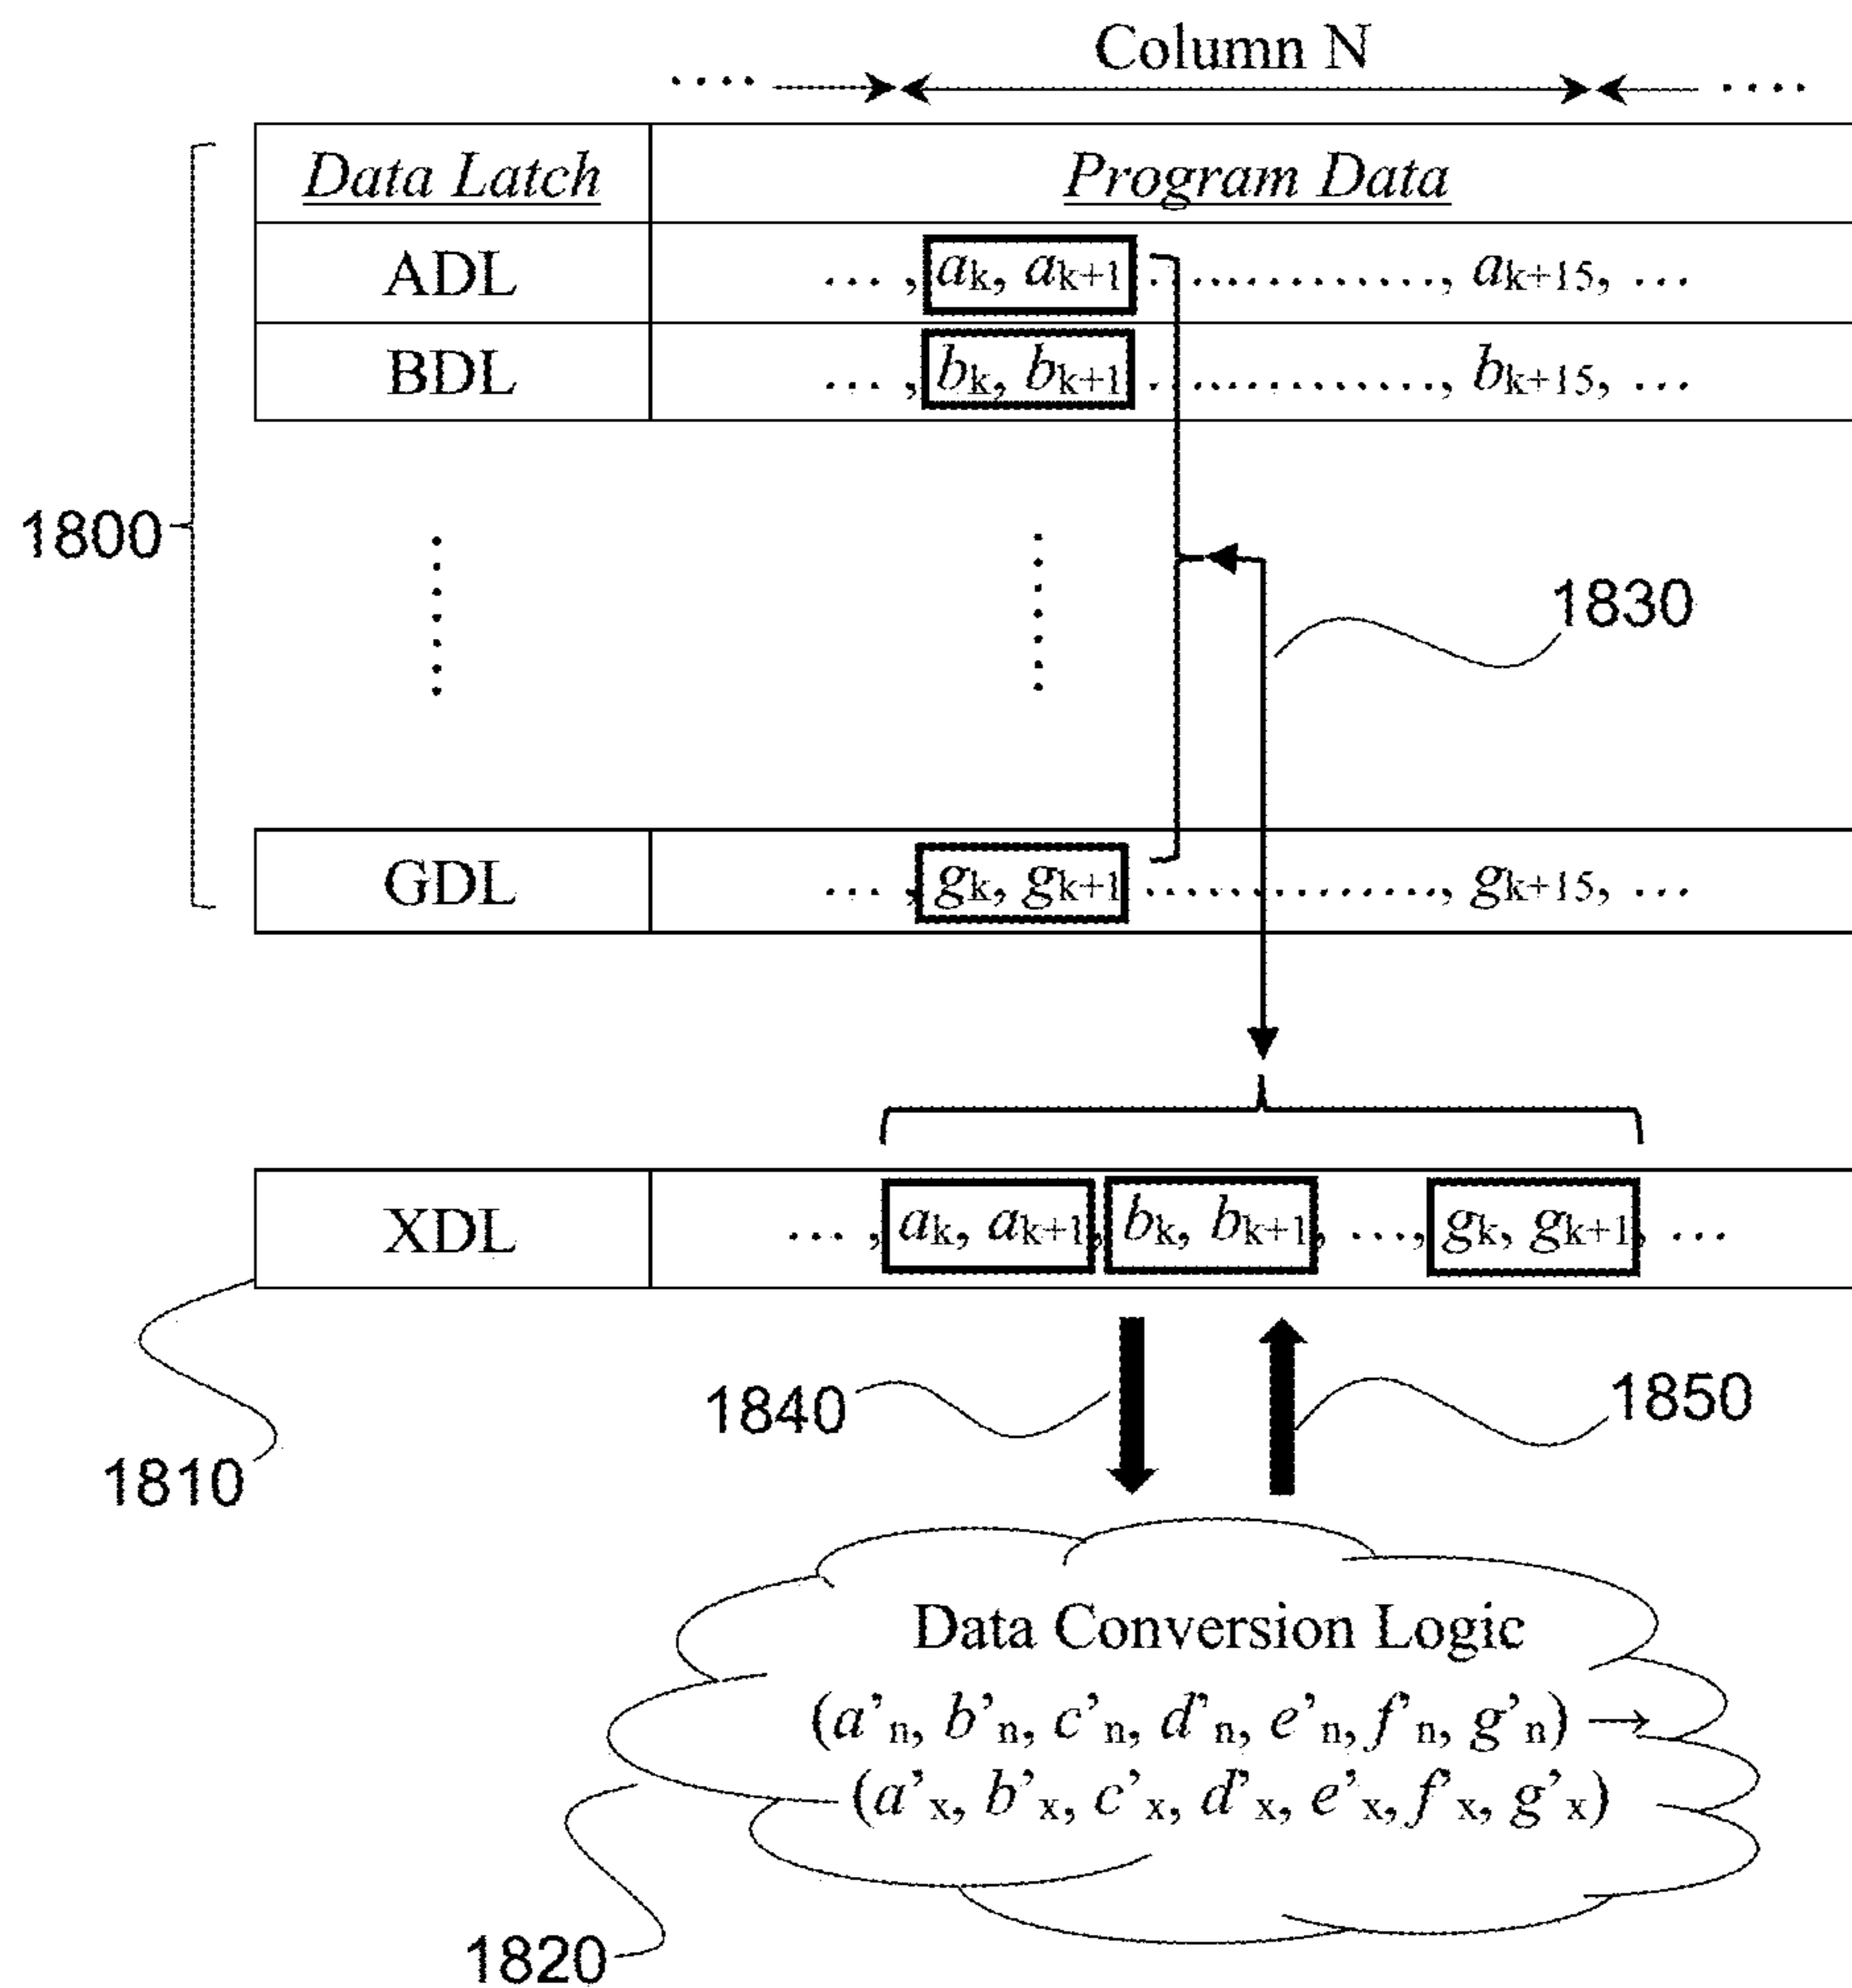 Column N
.... ....
Data Latch Program Data
ADL ... , aₖ, aₖ₊₁ ............., aₖ₊₁₅, ...
BDL ... , bₖ, bₖ₊₁ ............., bₖ₊₁₅, ...
1800
1830
GDL ... , gₖ, gₖ₊₁ ............., gₖ₊₁₅, ...
XDL ... , aₖ, aₖ₊₁, bₖ, bₖ₊₁, ..., gₖ, gₖ₊₁, ...
1840 1850
1810
Data Conversion Logic
(a’ₙ, b’ₙ, c’ₙ, d’ₙ, e’ₙ, f’ₙ, g’ₙ) →
(a’ₓ, b’ₓ, c’ₓ, d’ₓ, e’ₓ, f’ₓ, g’ₓ)
1820